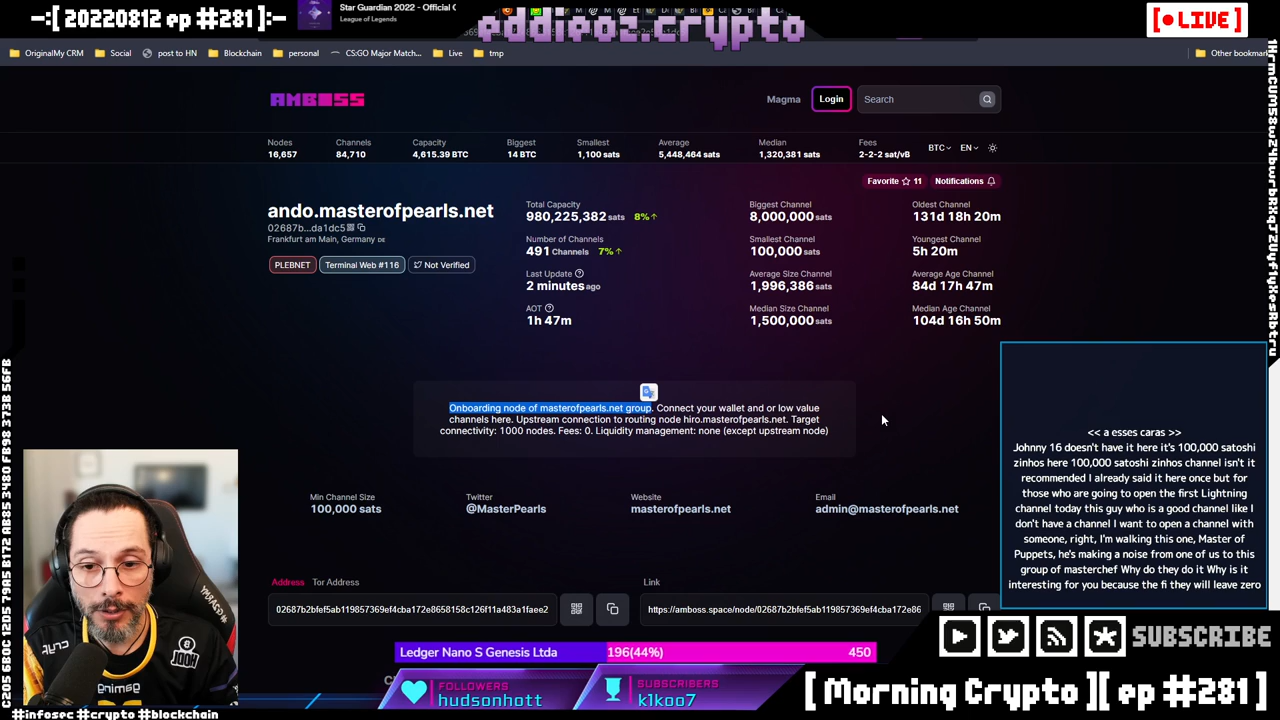 -:[ 20220812 ep #281 ]:-
Star Guardian 2022 - Official
League of Legends
eddieoz.crypto
[ LIVE ]
OriginalMy CRM
Social
post to HN
Blockchain
personal
CS:GO Major Match...
Live
tmp
Other bookmar
AMBOSS
Magma
Login
Search
Nodes
16,657
Channels
84,710
Capacity
4,615.39 BTC
Biggest
14 BTC
Smallest
1,100 sats
Average
5,448,464 sats
Median
1,320,381 sats
Fees
2-2-2 sat/vB
BTC
EN
Favorite 11
Notifications
ando.masterofpearls.net
02687b...da1dc5
Frankfurt am Main, Germany DE
PLEBNET
Terminal Web #116
Not Verified
Total Capacity
980,225,382 sats 8%↑
Number of Channels
491 Channels 7%↑
Last Update
2 minutes ago
AOT
1h 47m
Biggest Channel
8,000,000 sats
Smallest Channel
100,000 sats
Average Size Channel
1,996,386 sats
Median Size Channel
1,500,000 sats
Oldest Channel
131d 18h 20m
Youngest Channel
5h 20m
Average Age Channel
84d 17h 47m
Median Age Channel
104d 16h 50m
Onboarding node of masterofpearls.net group. Connect your wallet and or low value
channels here. Upstream connection to routing node hiro.masterofpearls.net. Target
connectivity: 1000 nodes. Fees: 0. Liquidity management: none (except upstream node)
Min Channel Size
100,000 sats
Twitter
@MasterPearls
Website
masterofpearls.net
Email
admin@masterofpearls.net
Address Tor Address
02687b2bfef5ab119857369ef4cba172e8658158c126f11a483a1faee2
Link
https://amboss.space/node/02687b2bfef5ab119857369ef4cba172e86
<< a esses caras >>
Johnny 16 doesn't have it here it's 100,000 satoshi
zinhos here 100,000 satoshi zinhos channel isn't it
recommended I already said it here once but for
those who are going to open the first Lightning
channel today this guy who is a good channel like I
don't have a channel I want to open a channel with
someone, right, I'm walking this one, Master of
Puppets, he's making a noise from one of us to this
group of masterchef Why do they do it Why is it
interesting for you because the fi they will leave zero
Ledger Nano S Genesis Ltda
196(44%)
450
FOLLOWERS
hudsonhott
SUBSCRIBERS
k1koo7
SUBSCRIBE
[ Morning Crypto ][ ep #281 ]
#infosec #crypto #blockchain